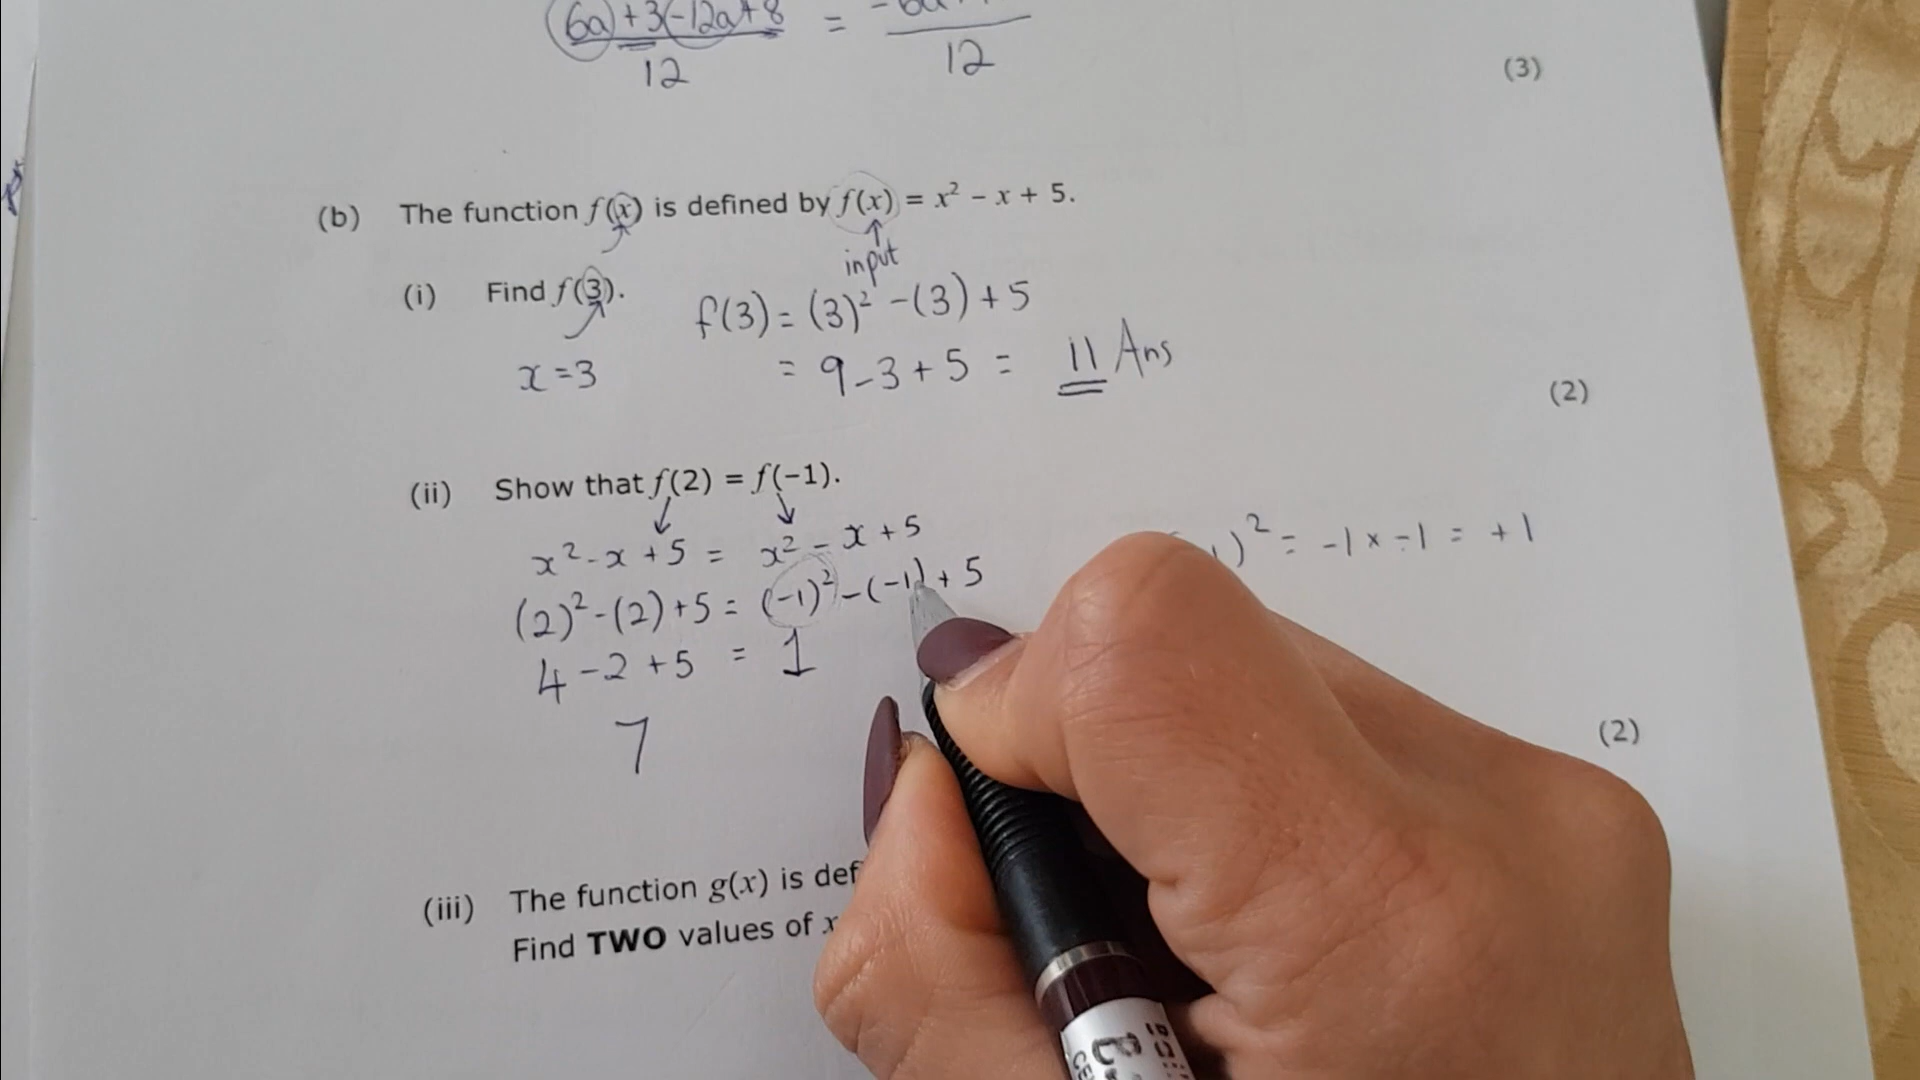 6a + 3 - 12a + 8 =
12 12
(3)
(b) The function f(x) is defined by f(x) = x² - x + 5.
input
(i) Find f(3). f(3) = (3)² - (3) + 5
x = 3 = 9 - 3 + 5 = 11 Ans
(2)
(ii) Show that f(2) = f(-1).
x² - x + 5 = x² - x + 5
)² = -1 x -1 = +1
(2)² - (2) + 5 = (-1)² - (-1) + 5
4 - 2 + 5 = 1
7
(2)
(iii) The function g(x) is def
Find TWO values of x